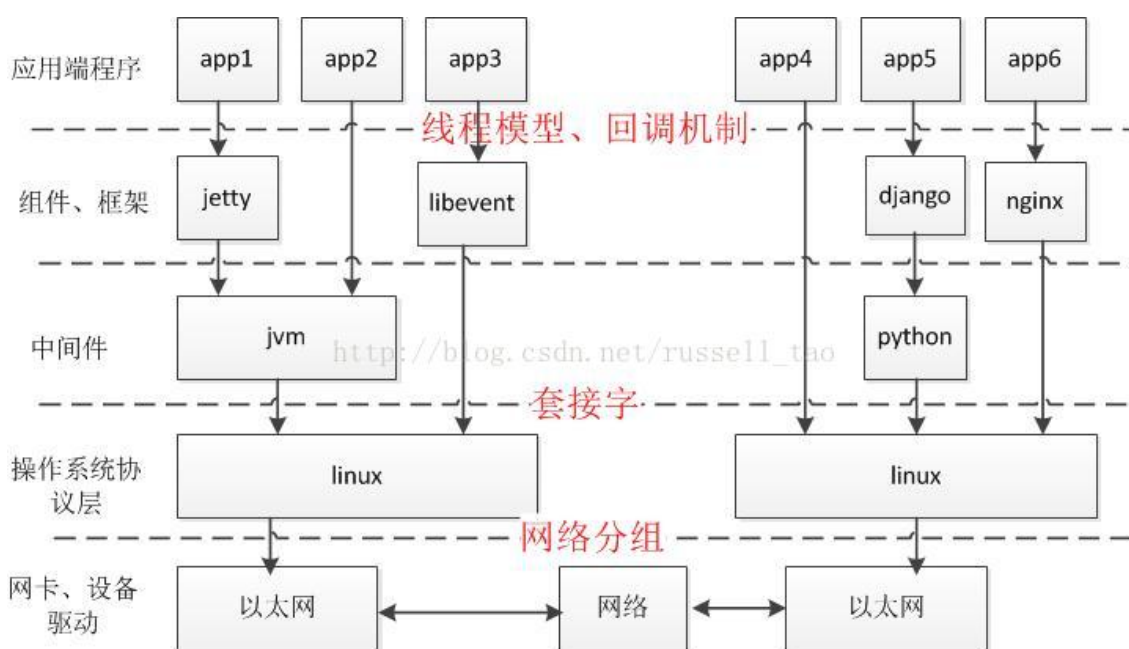 应用端程序
app1
app2
app3
app4
app5
app6
线程模型、回调机制
组件、框架
jetty
libevent
django
nginx
中间件
jvm
python
http://blog.csdn.net/russell_tao
套接字
操作系统协
议层
linux
linux
网络分组
网卡、设备
驱动
以太网
网络
以太网